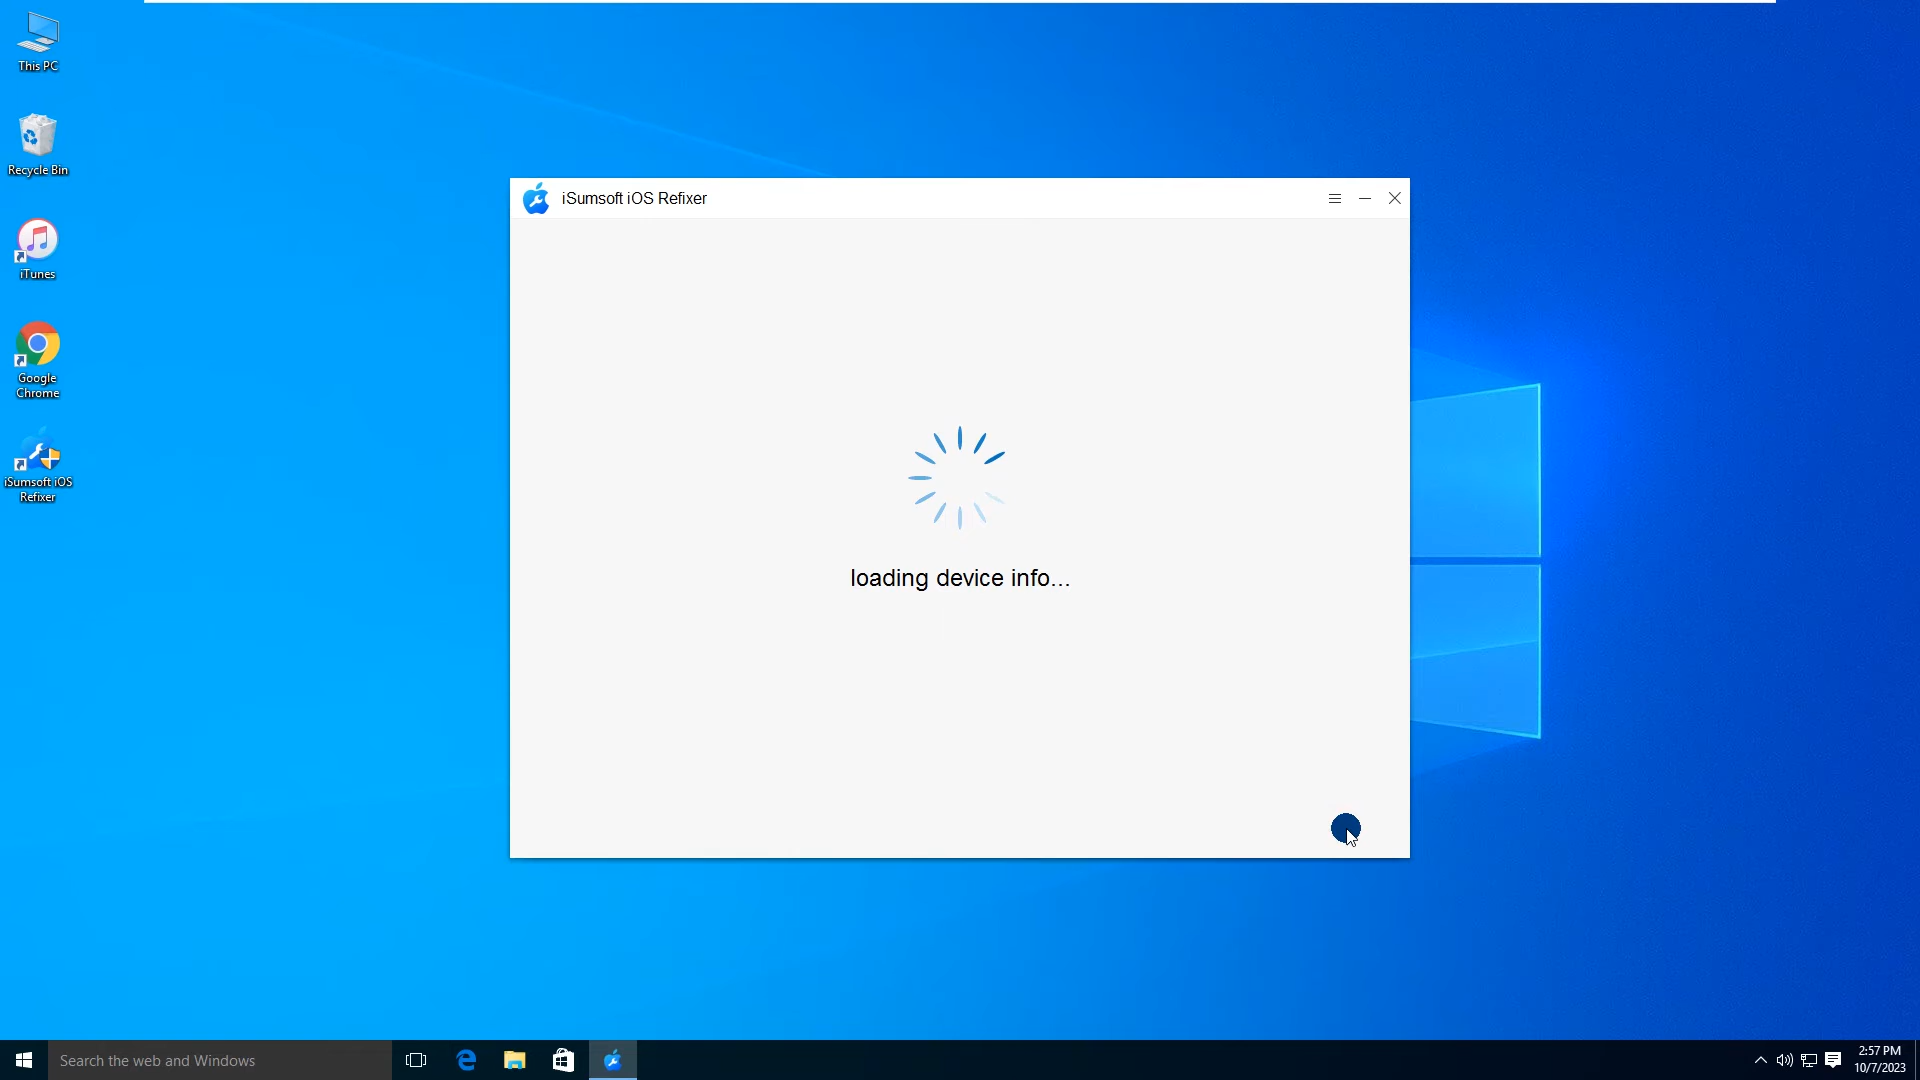 This PC
Recycle Bin
iTunes
Google
Chrome
iSumsoft iOS
Refixer
iSumsoft iOS Refixer
loading device info...
Search the web and Windows
2:57 PM
10/7/2023